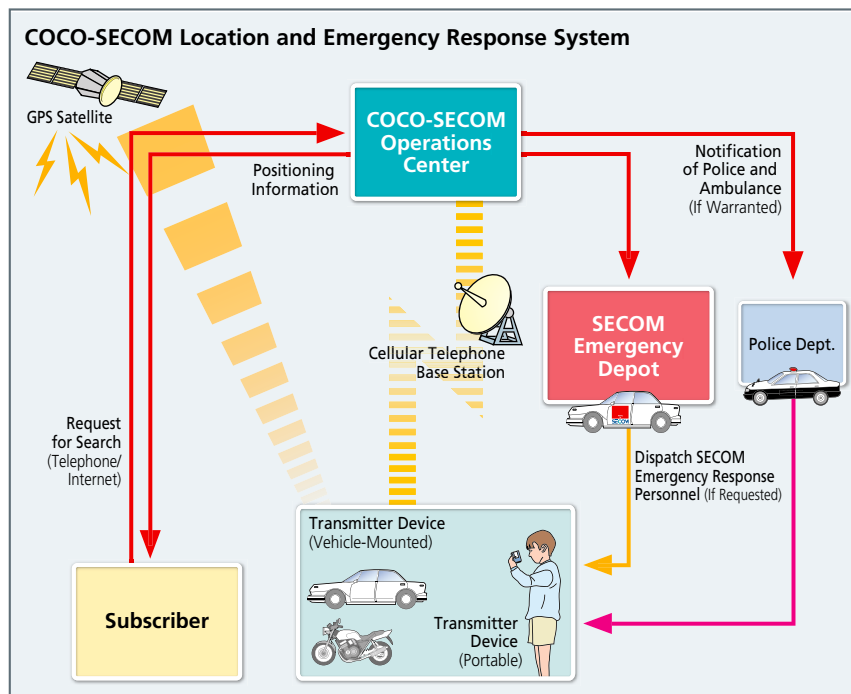 COCO-SECOM Location and Emergency Response System
GPS Satellite
COCO-SECOM
Operations
Center
Positioning
Information
Notification
of Police and
Ambulance
(If Warranted)
SECOM
Emergency
Depot
Police Dept.
Cellular Telephone
Base Station
SECOM
Request
for Search
(Telephone/
Internet)
Dispatch SECOM
Emergency Response
Personnel (If Requested)
Transmitter Device
(Vehicle-Mounted)
Subscriber
Transmitter
Device
(Portable)